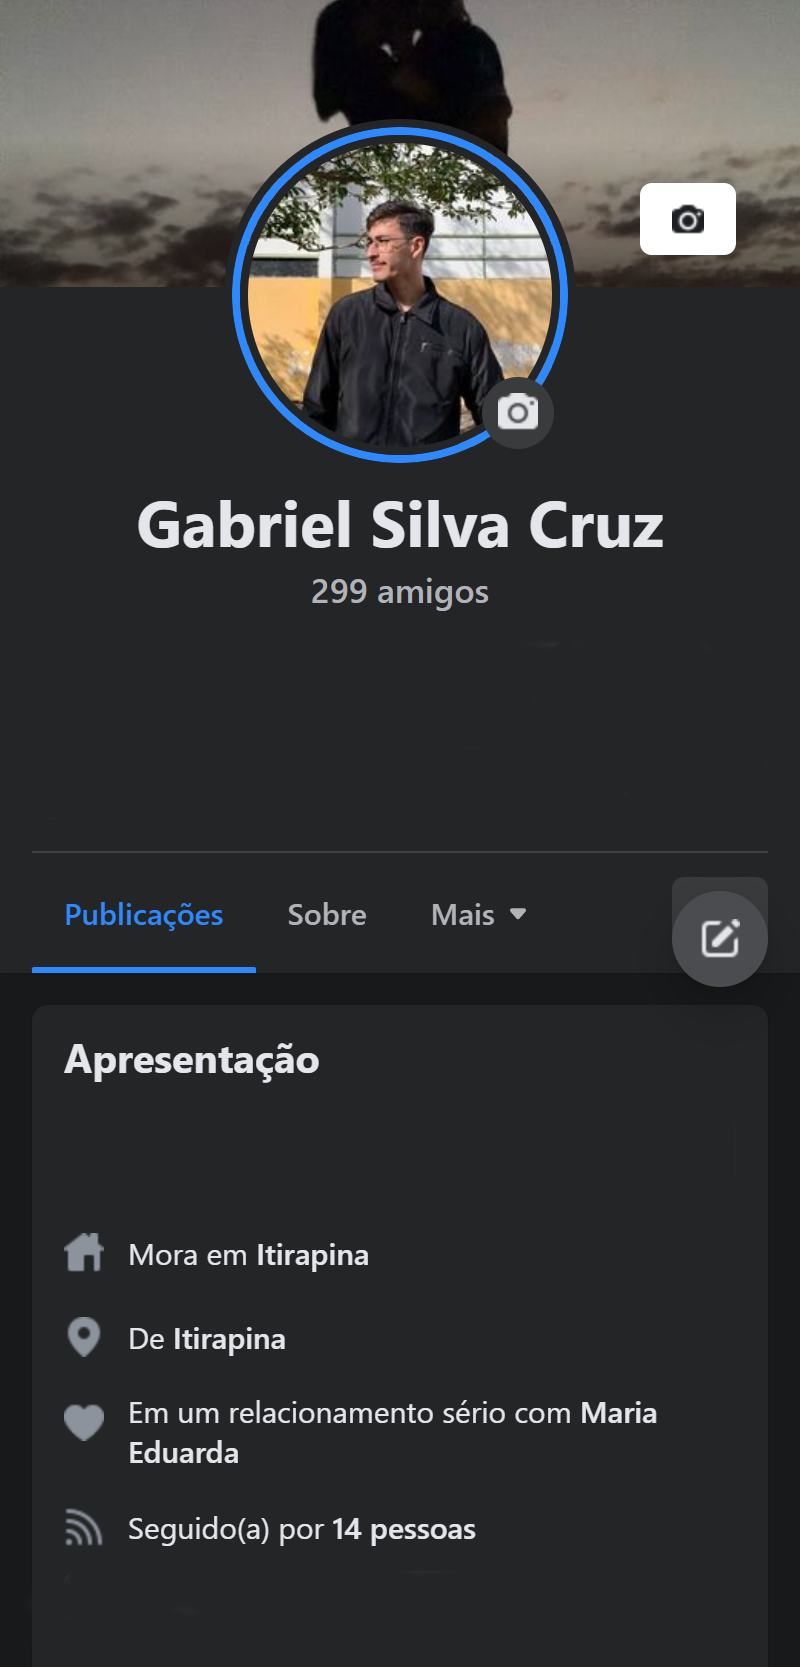 Gabriel Silva Cruz
299 amigos
Publicações Sobre Mais
Apresentação
Mora em Itirapina
De Itirapina
Em um relacionamento sério com Maria
Eduarda
Seguido(a) por 14 pessoas